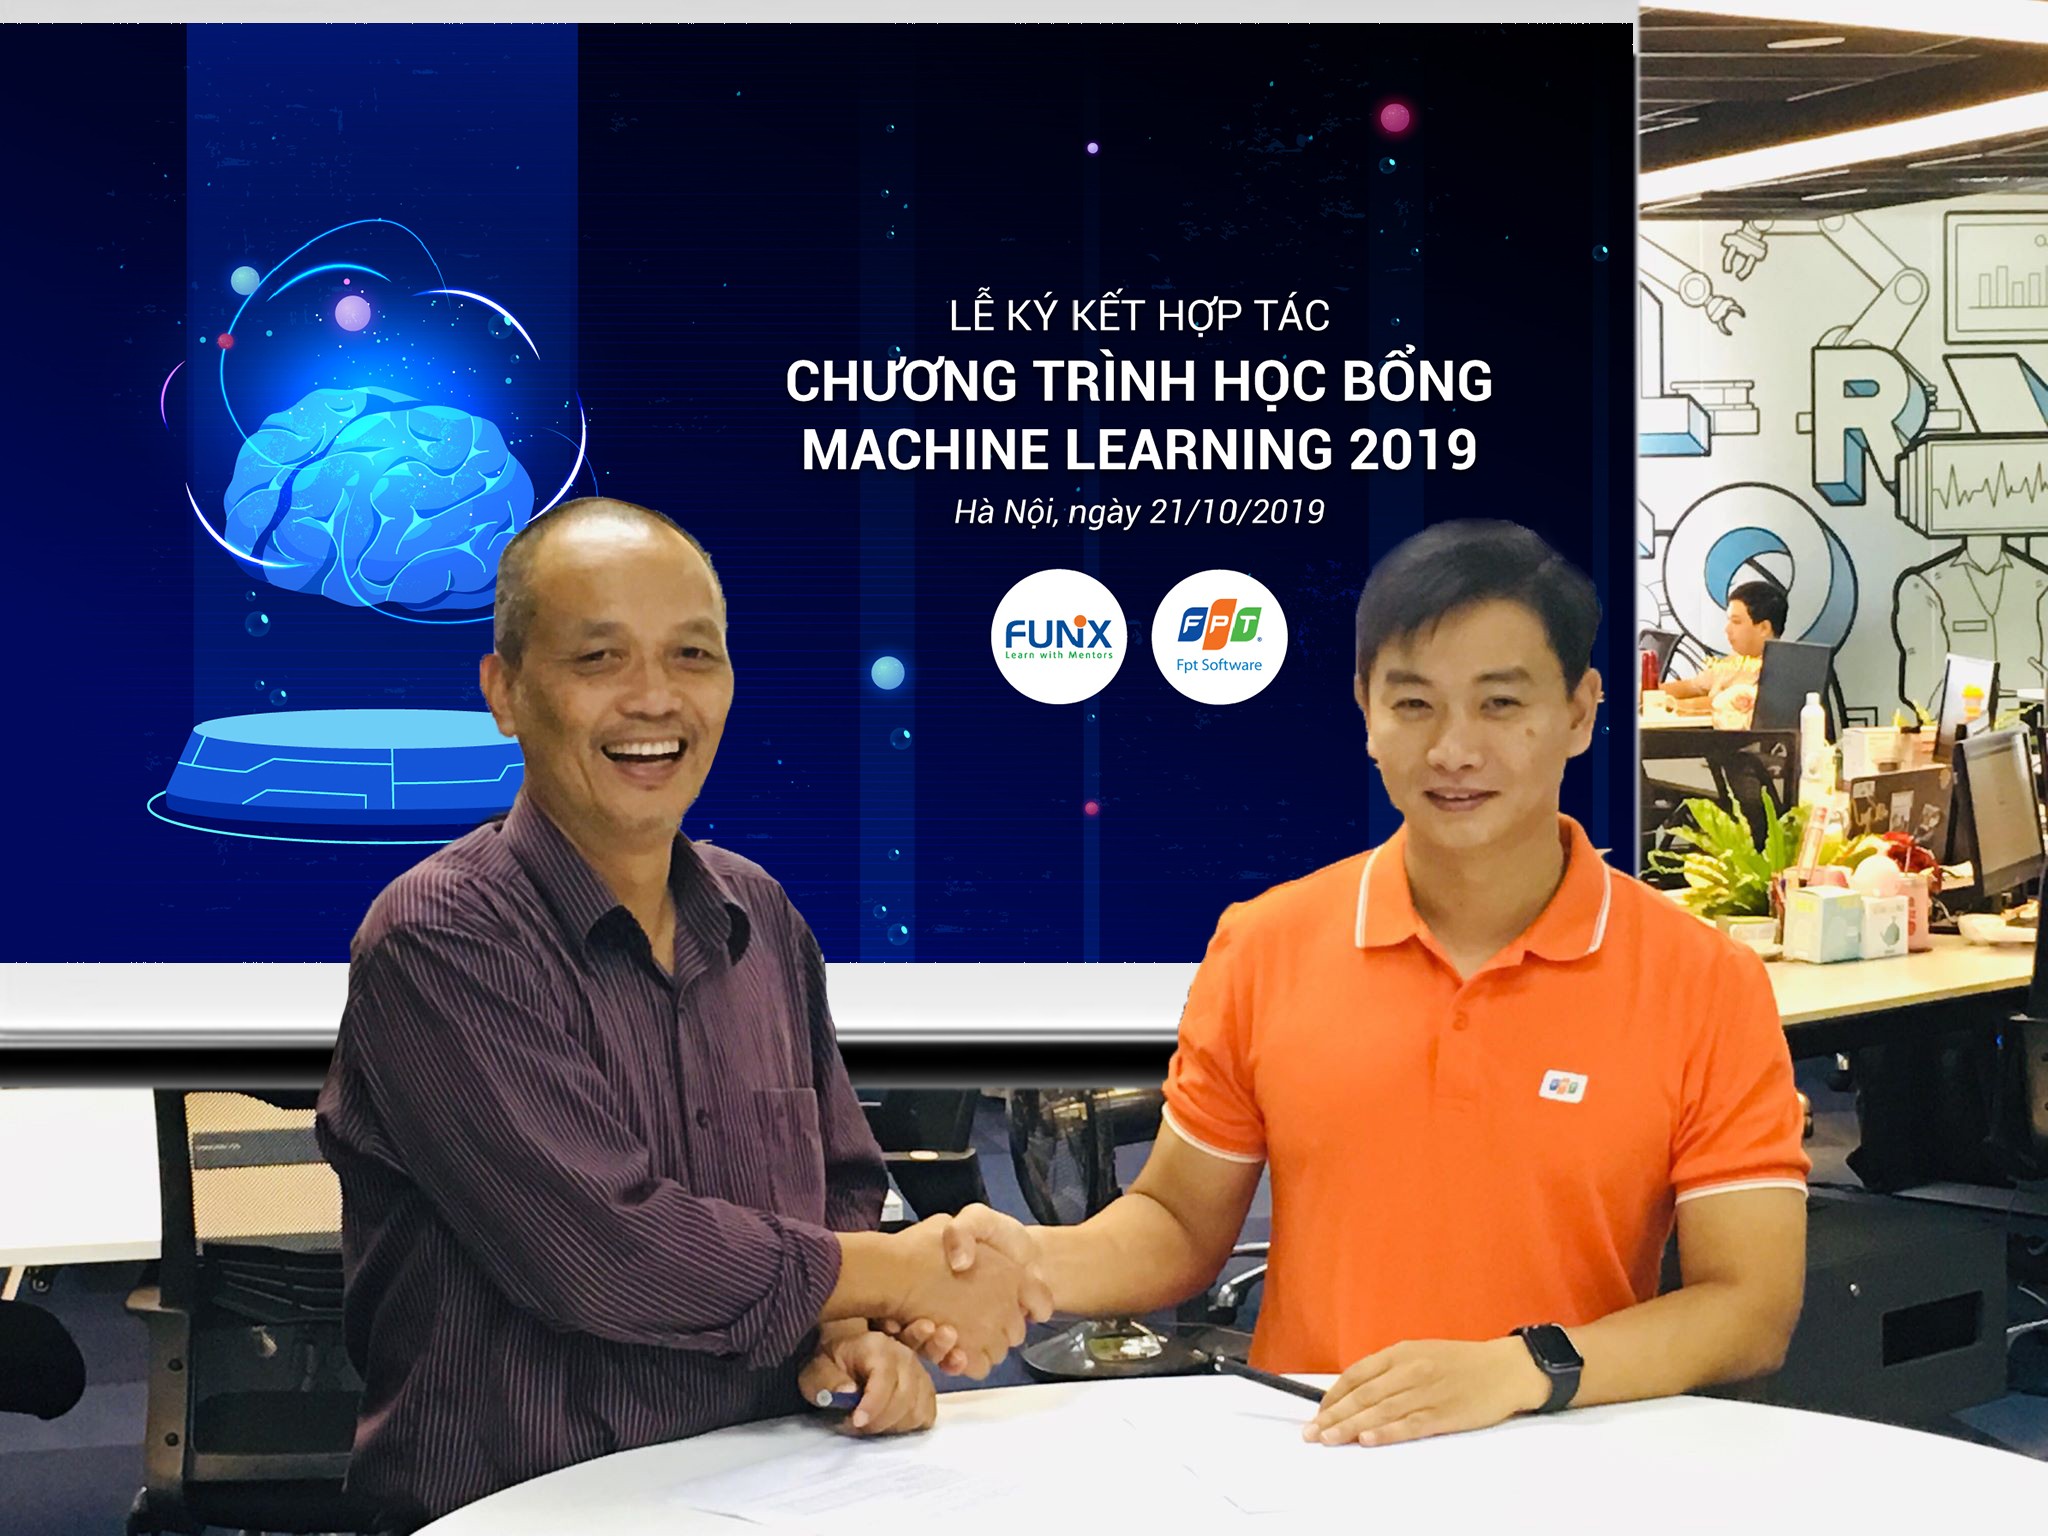 LỄ KÝ KẾT HỢP TÁC
CHƯƠNG TRÌNH HỌC BỔNG
MACHINE LEARNING 2019
Hà Nội, ngày 21/10/2019
FUNiX
Learn with Mentors
FPT
Fpt Software
R
FPT